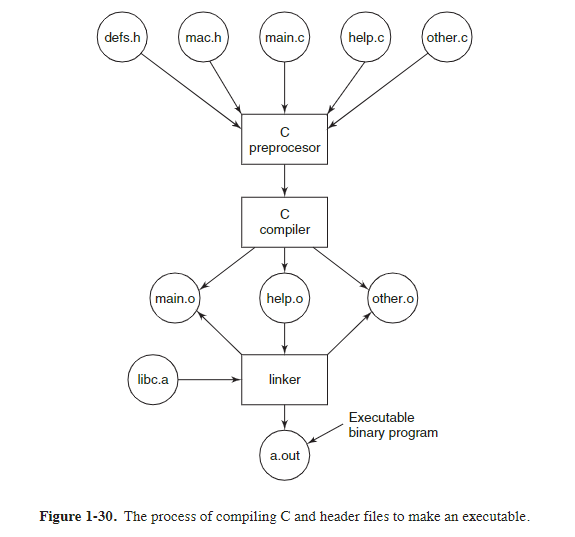 defs.h
mac.h
main.c
help.c
other.c
C
preprocesor
C
compiler
main.o
help.o
other.o
libc.a
linker
Executable
binary program
a.out
Figure 1-30. The process of compiling C and header files to make an executable.